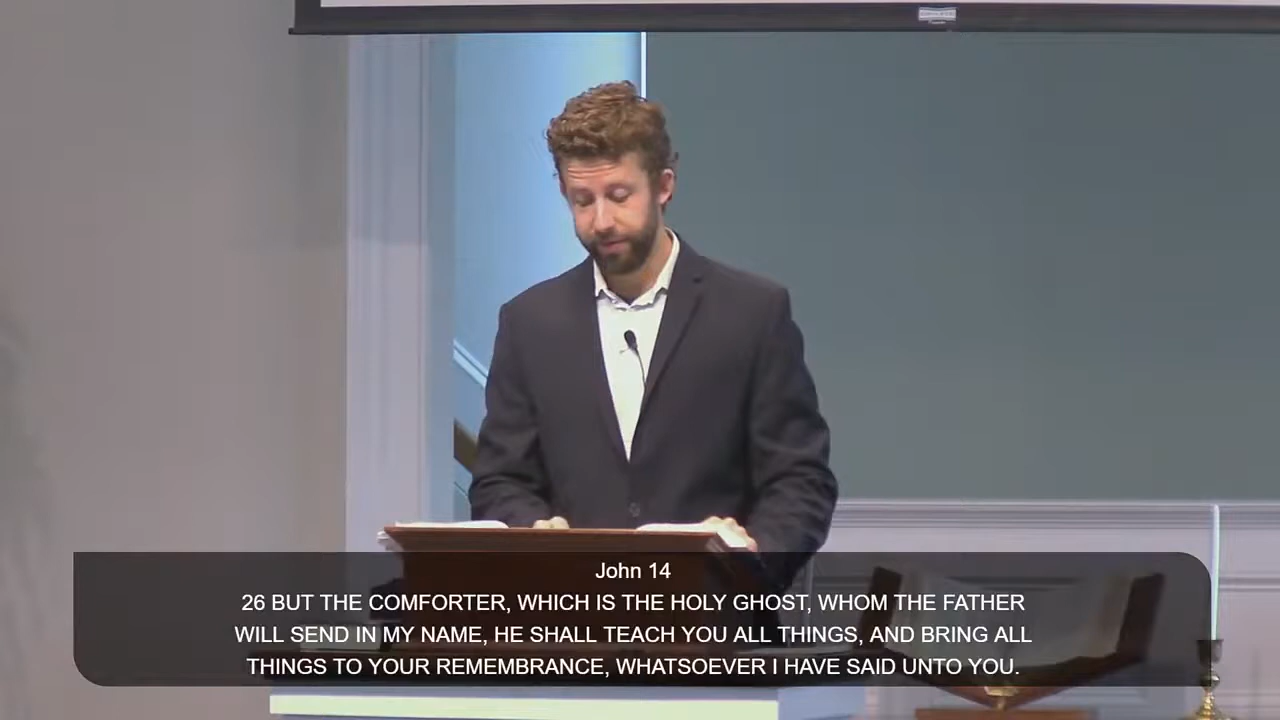 John 14
26 BUT THE COMFORTER, WHICH IS THE HOLY GHOST, WHOM THE FATHER
WILL SEND IN MY NAME, HE SHALL TEACH YOU ALL THINGS, AND BRING ALL
THINGS TO YOUR REMEMBRANCE, WHATSOEVER I HAVE SAID UNTO YOU.